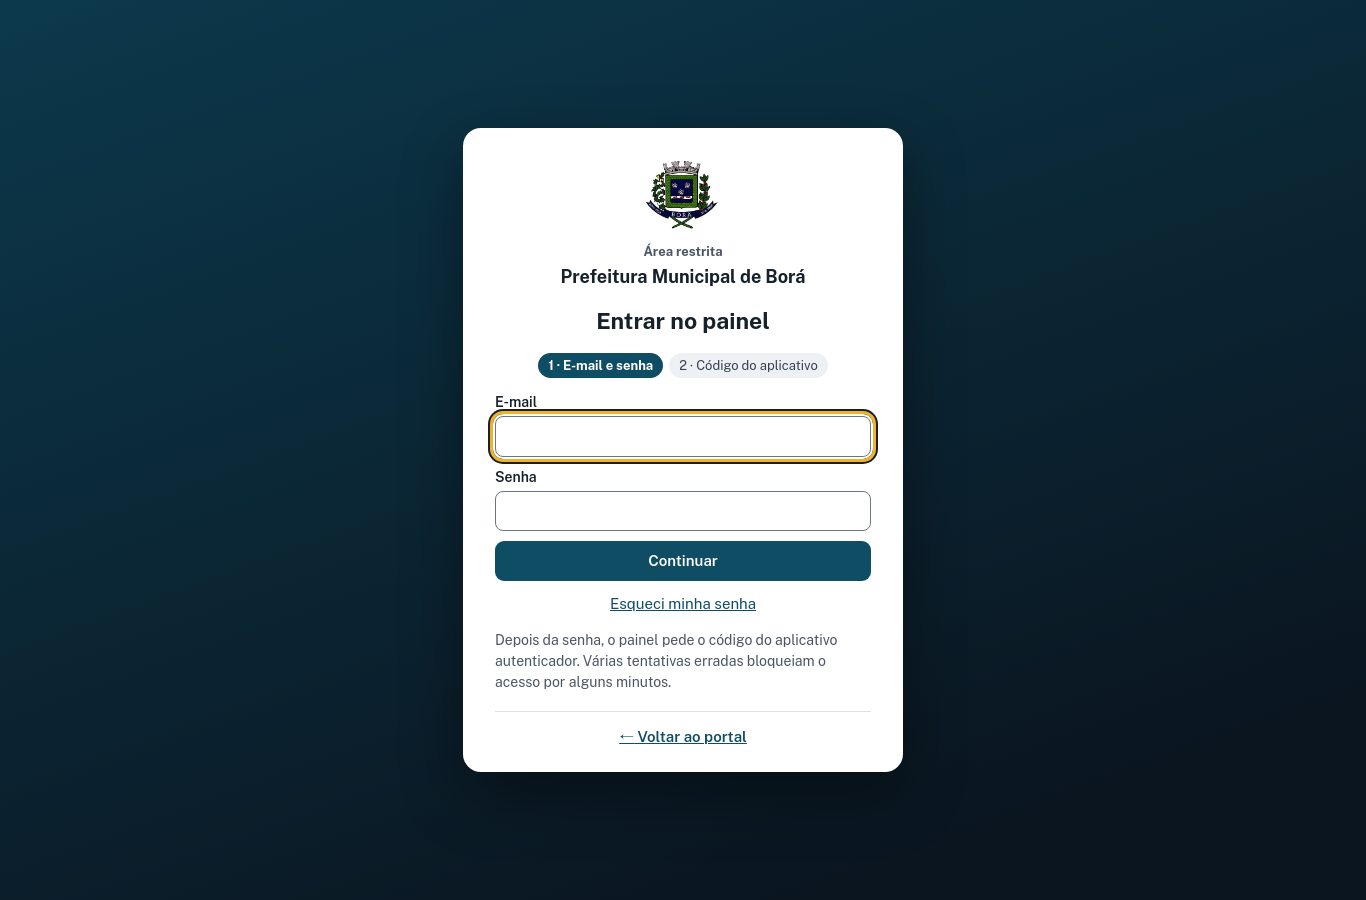 BORÁ
Área restrita
Prefeitura Municipal de Borá
Entrar no painel
1 · E-mail e senha
2 · Código do aplicativo
E-mail
Senha
Continuar
Esqueci minha senha
Depois da senha, o painel pede o código do aplicativo
autenticador. Várias tentativas erradas bloqueiam o
acesso por alguns minutos.
← Voltar ao portal